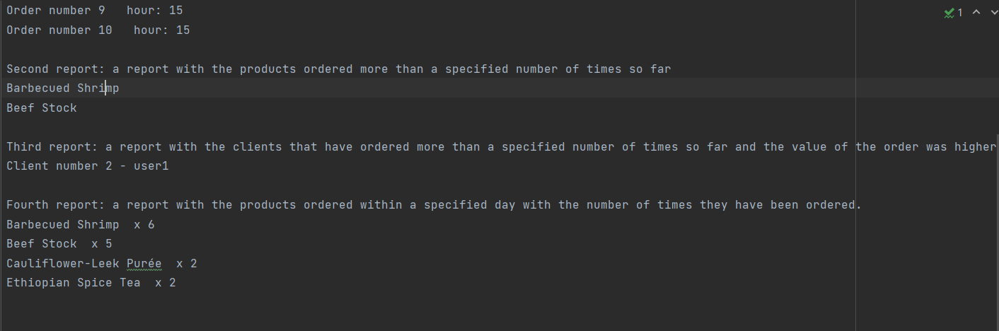 Order number 9   hour: 15
1
Order number 10   hour: 15
Second report: a report with the products ordered more than a specified number of times so far
Barbecued Shrimp
Beef Stock
Third report: a report with the clients that have ordered more than a specified number of times so far and the value of the order was higher
Client number 2 - user1
Fourth report: a report with the products ordered within a specified day with the number of times they have been ordered.
Barbecued Shrimp  x 6
Beef Stock  x 5
Cauliflower-Leek Purée  x 2
Ethiopian Spice Tea  x 2